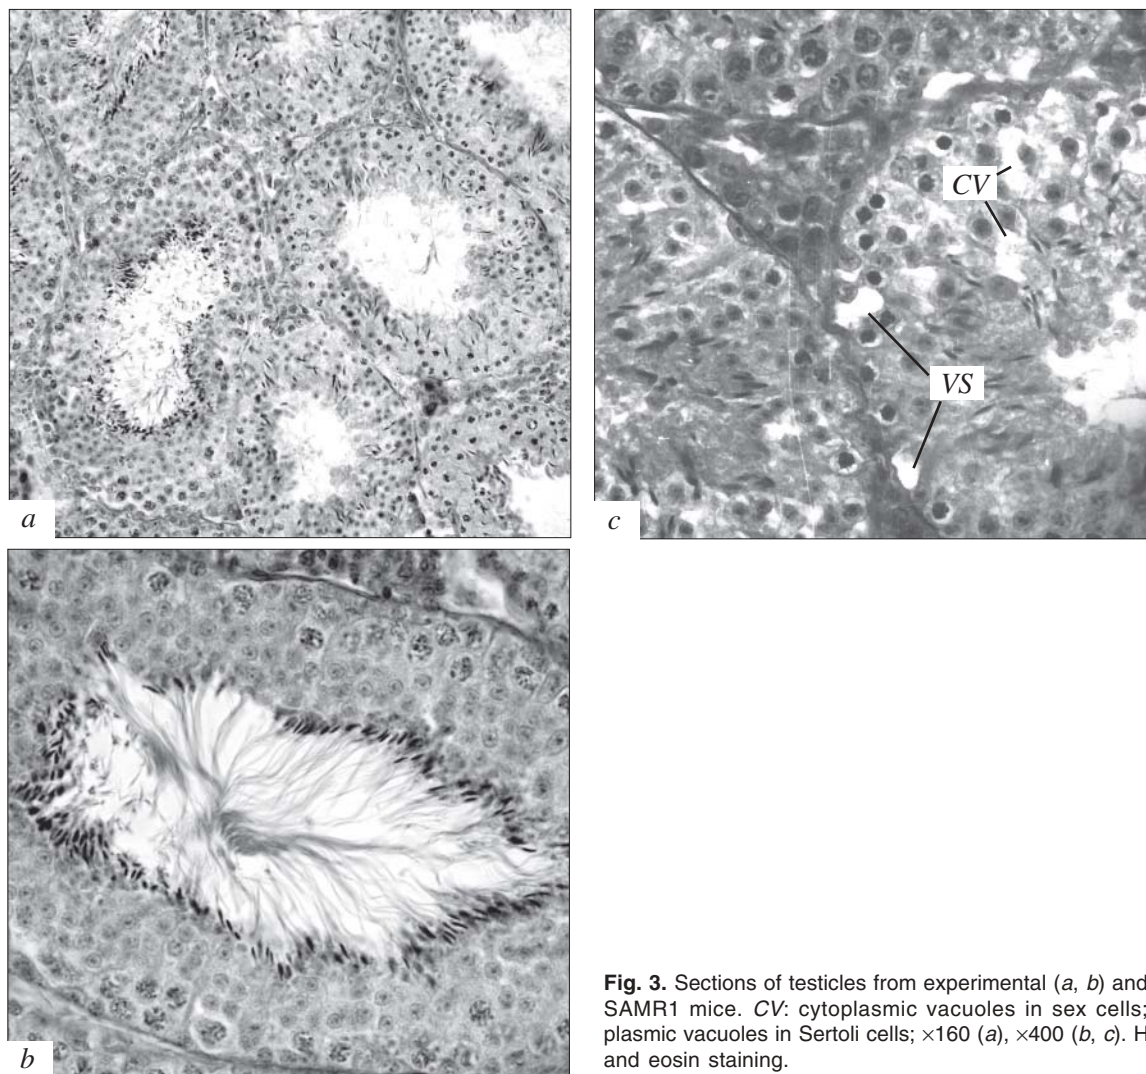 a
c
CV
VS
b
Fig. 3. Sections of testicles from experimental (a, b) and
SAMR1 mice. CV: cytoplasmic vacuoles in sex cells;
plasmic vacuoles in Sertoli cells; ×160 (a), ×400 (b, c). H
and eosin staining.